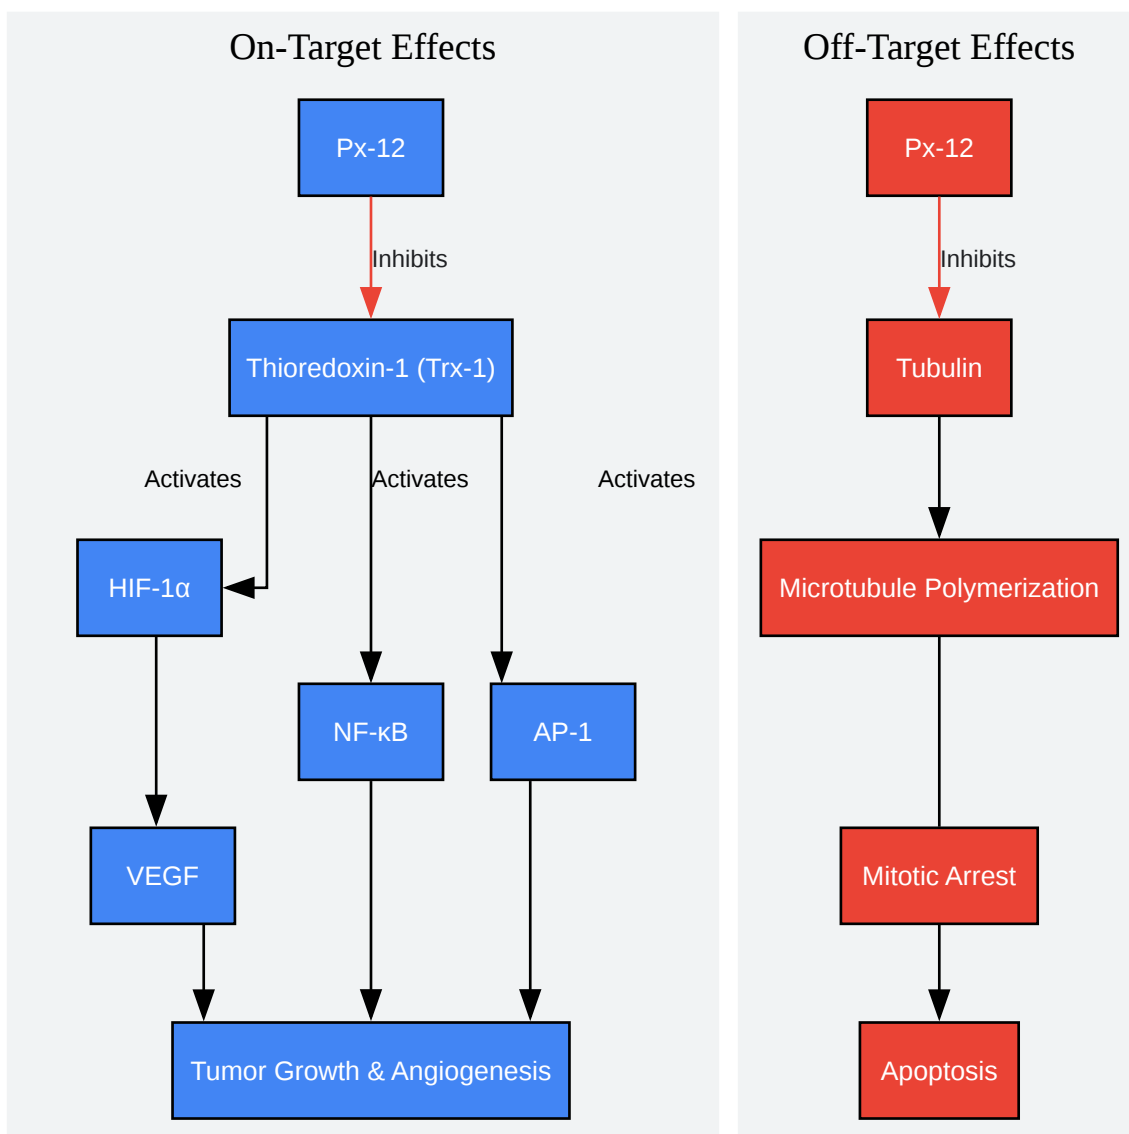 On-Target Effects
Px-12
Inhibits
Thioredoxin-1 (Trx-1)
Activates
Activates
Activates
HIF-1α
NF-κB
AP-1
VEGF
Tumor Growth & Angiogenesis
Off-Target Effects
Px-12
Inhibits
Tubulin
Microtubule Polymerization
Mitotic Arrest
Apoptosis